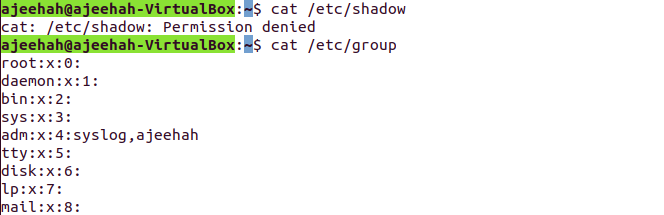 ajeehah@ajeehah-VirtualBox:~$ cat /etc/shadow
cat: /etc/shadow: Permission denied
ajeehah@ajeehah-VirtualBox:~$ cat /etc/group
root:x:0:
daemon:x:1:
bin:x:2:
sys:x:3:
adm:x:4:syslog,ajeehah
tty:x:5:
disk:x:6:
lp:x:7:
mail:x:8: